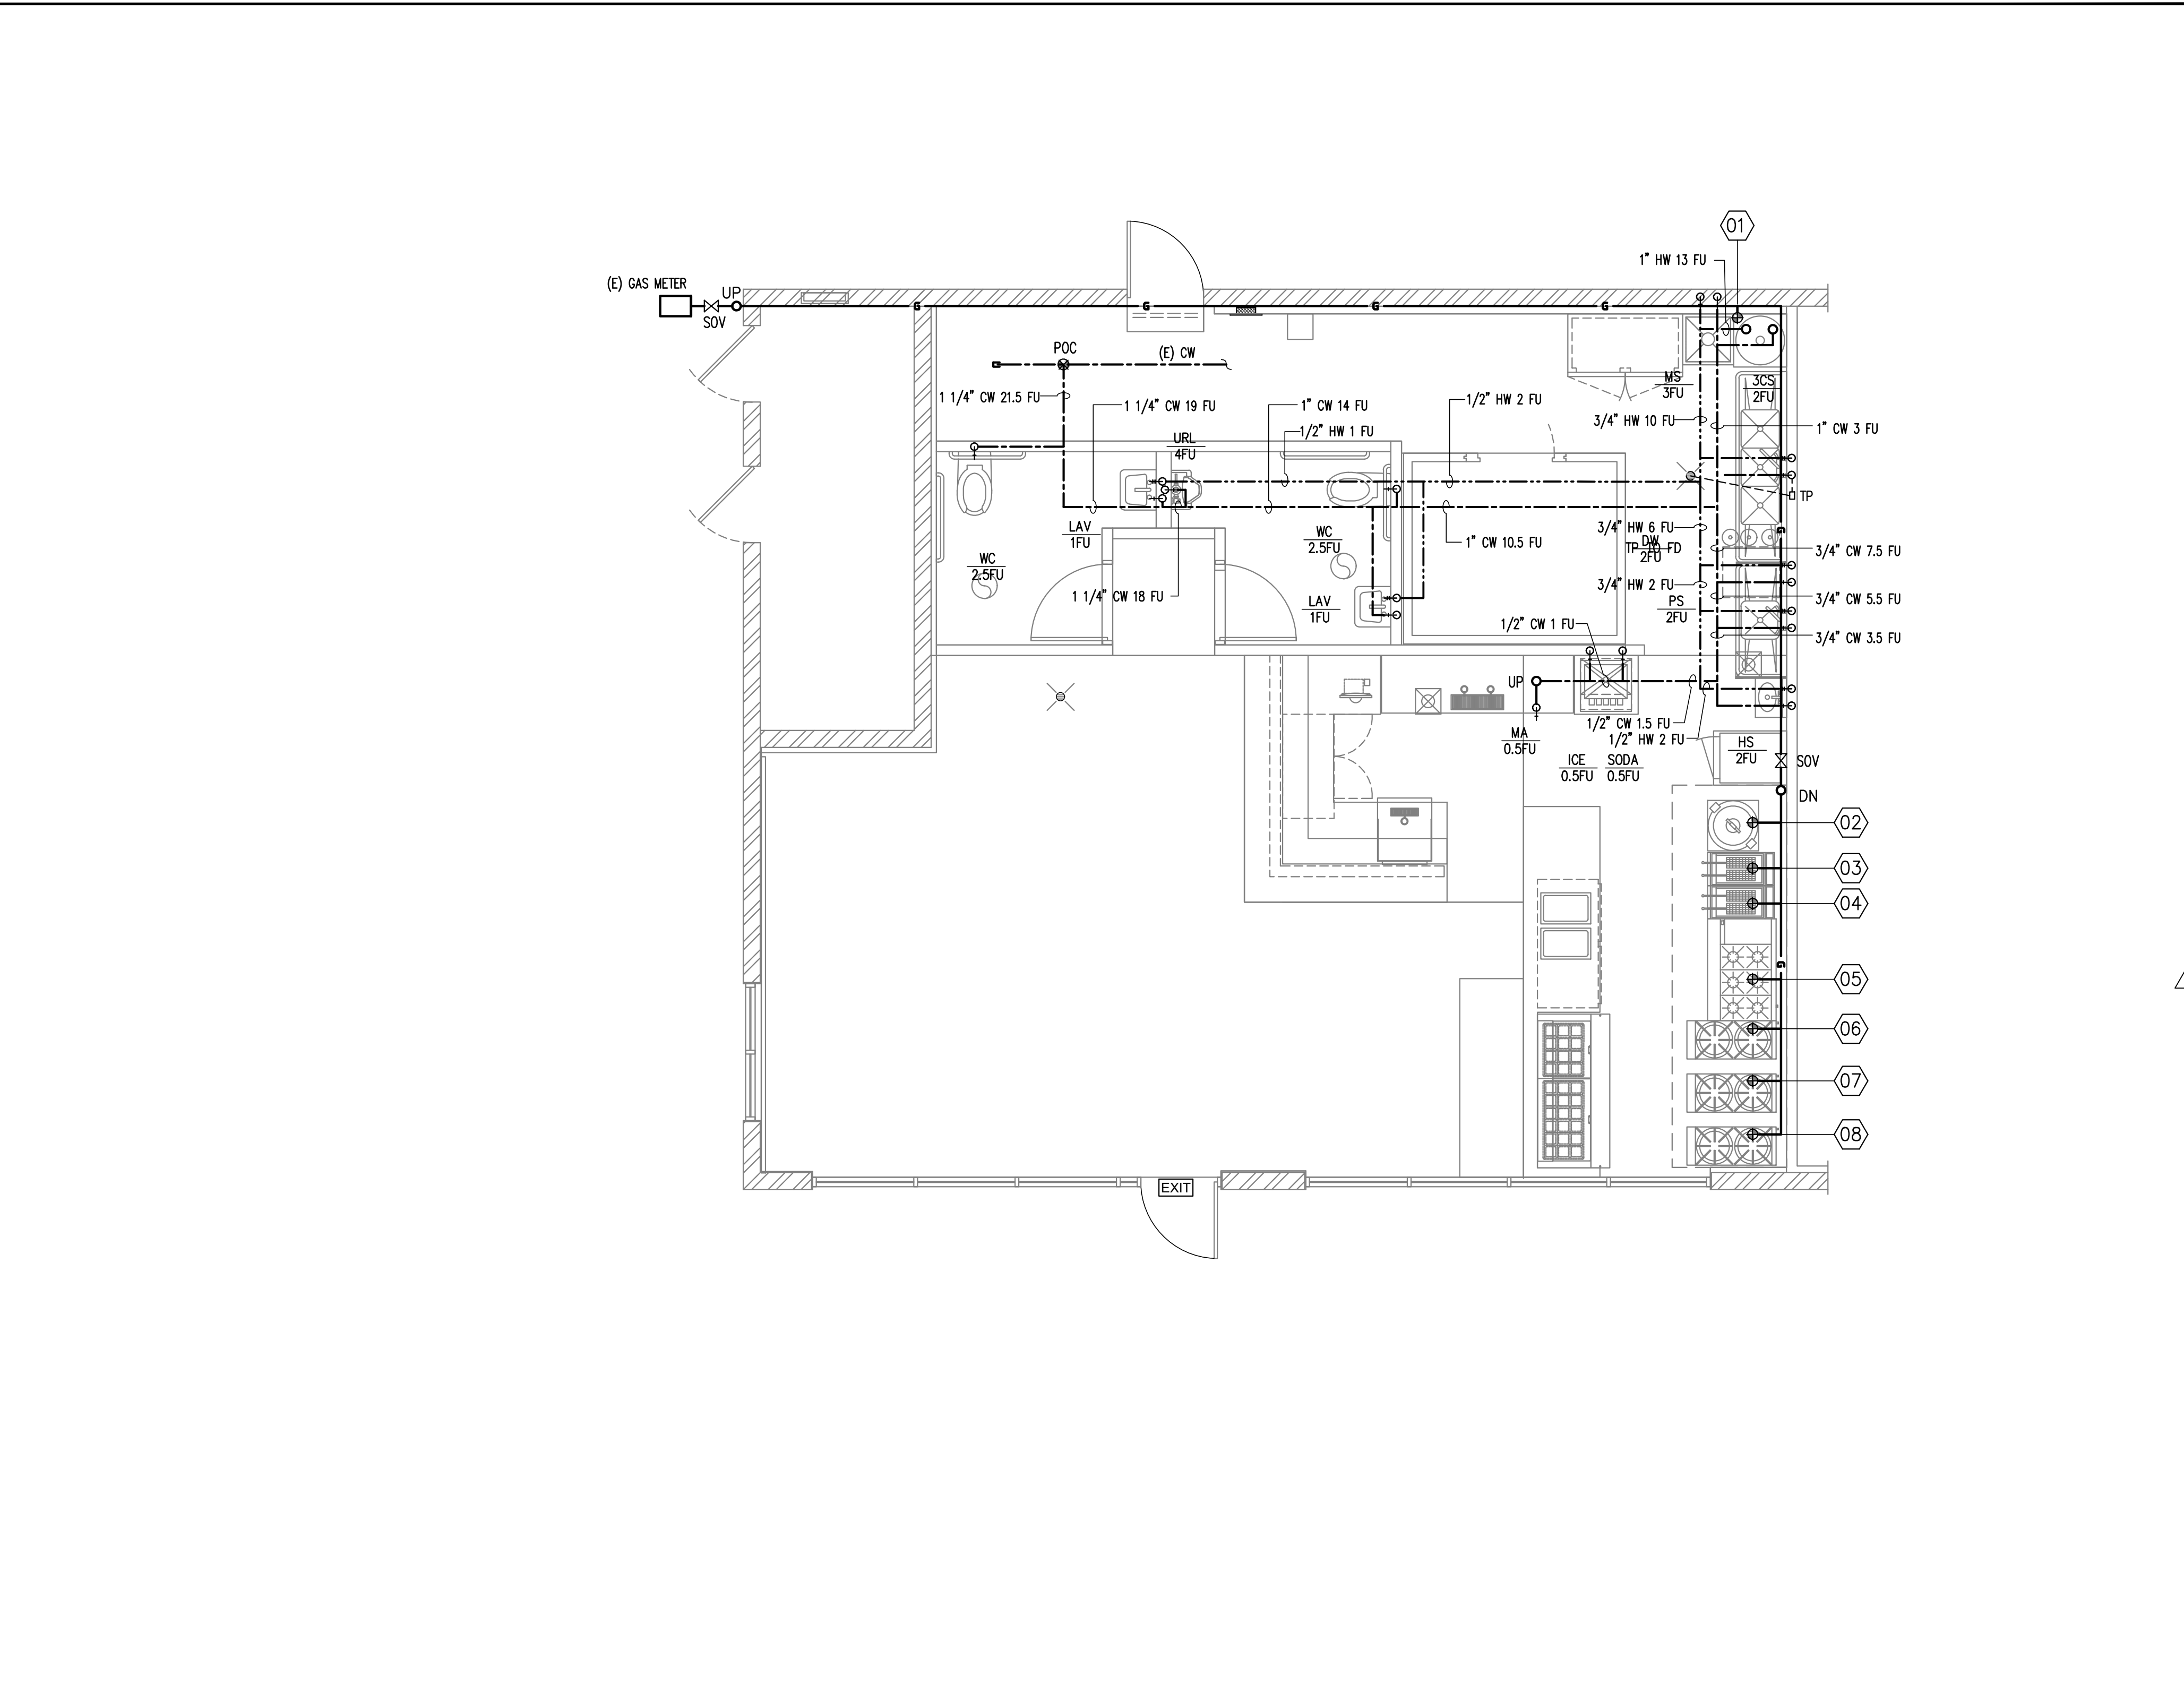 01
1" HW 13 FU
(E) GAS METER
UP
SOV
G
G
G
G
POC
(E) CW
1 1/4" CW 21.5 FU
1 1/4" CW 19 FU
1" CW 14 FU
1/2" HW 1 FU
1/2" HW 2 FU
MS
3FU
3CS
2FU
3/4" HW 10 FU
1" CW 3 FU
URL
4FU
TP
LAV
1FU
WC
2.5FU
1" CW 10.5 FU
3/4" HW 6 FU
DW
2FU
TP TO FD
G
3/4" CW 7.5 FU
WC
2.5FU
1 1/4" CW 18 FU
LAV
1FU
3/4" HW 2 FU
PS
2FU
3/4" CW 5.5 FU
1/2" CW 1 FU
3/4" CW 3.5 FU
UP
1/2" CW 1.5 FU
1/2" HW 2 FU
MA
0.5FU
ICE
0.5FU
SODA
0.5FU
HS
2FU
SOV
DN
02
03
04
G
05
06
07
08
EXIT